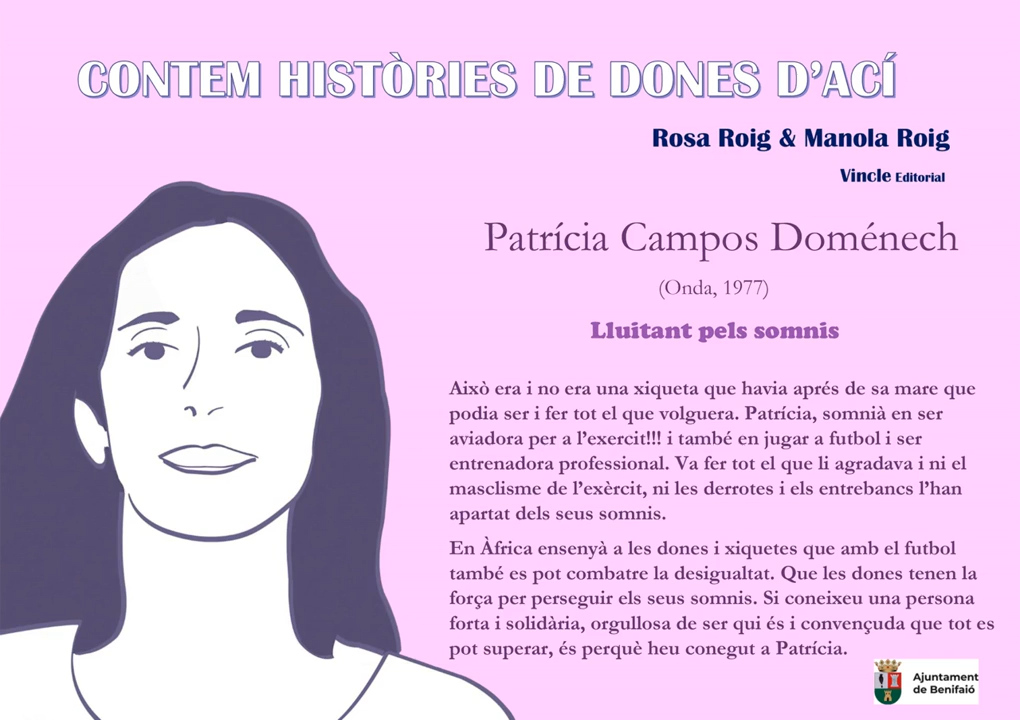 CONTEM HISTÒRIES DE DONES D’ACÍ
Rosa Roig & Manola Roig
Vincle Editorial
Patrícia Campos Doménech
(Onda, 1977)
Lluitant pels somnis
Això era i no era una xiqueta que havia aprés de sa mare que
podia ser i fer tot el que volguera. Patrícia, somnià en ser
aviadora per a l’exercit!!! i també en jugar a futbol i ser
entrenadora professional. Va fer tot el que li agradava i ni el
masclisme de l’exèrcit, ni les derrotes i els entrebancs l’han
apartat dels seus somnis.
En Àfrica ensenyà a les dones i xiquetes que amb el futbol
també es pot combatre la desigualtat. Que les dones tenen la
força per perseguir els seus somnis. Si coneixeu una persona
forta i solidària, orgullosa de ser qui és i convençuda que tot es
pot superar, és perquè heu conegut a Patrícia.
Ajuntament
de Benifaió